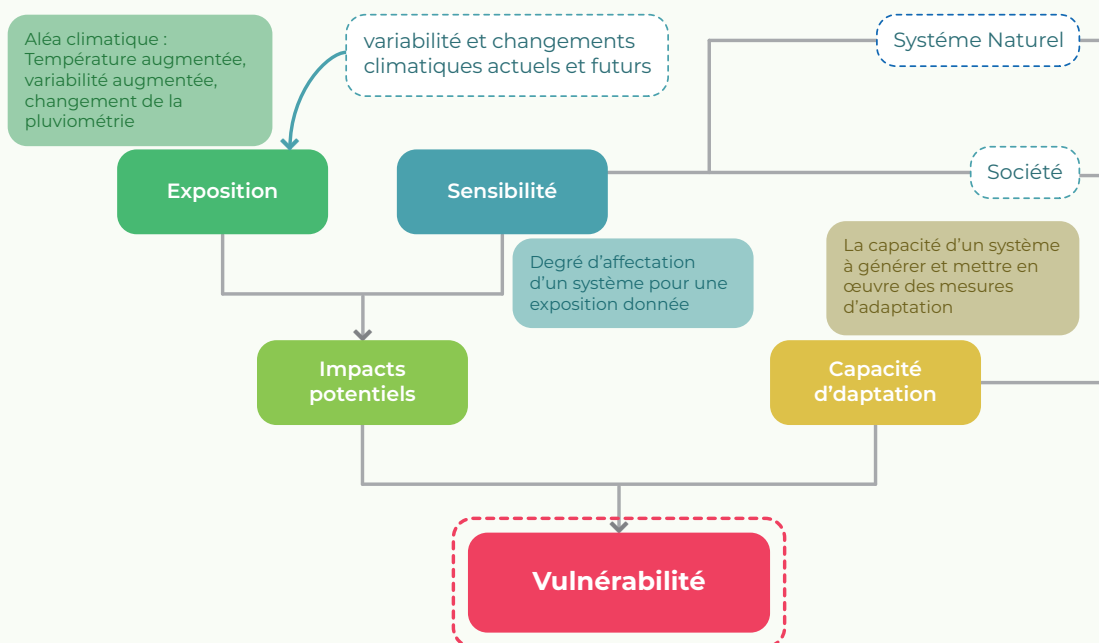 Aléa climatique :
Température augmentée,
variabilité augmentée,
changement de la
pluviométrie
variabilité et changements
climatiques actuels et futurs
Systéme Naturel
Exposition
Sensibilité
Société
Degré d’affectation
d’un système pour une
exposition donnée
La capacité d’un système
à générer et mettre en
œuvre des mesures
d’adaptation
Impacts
potentiels
Capacité
d’daptation
Vulnérabilité